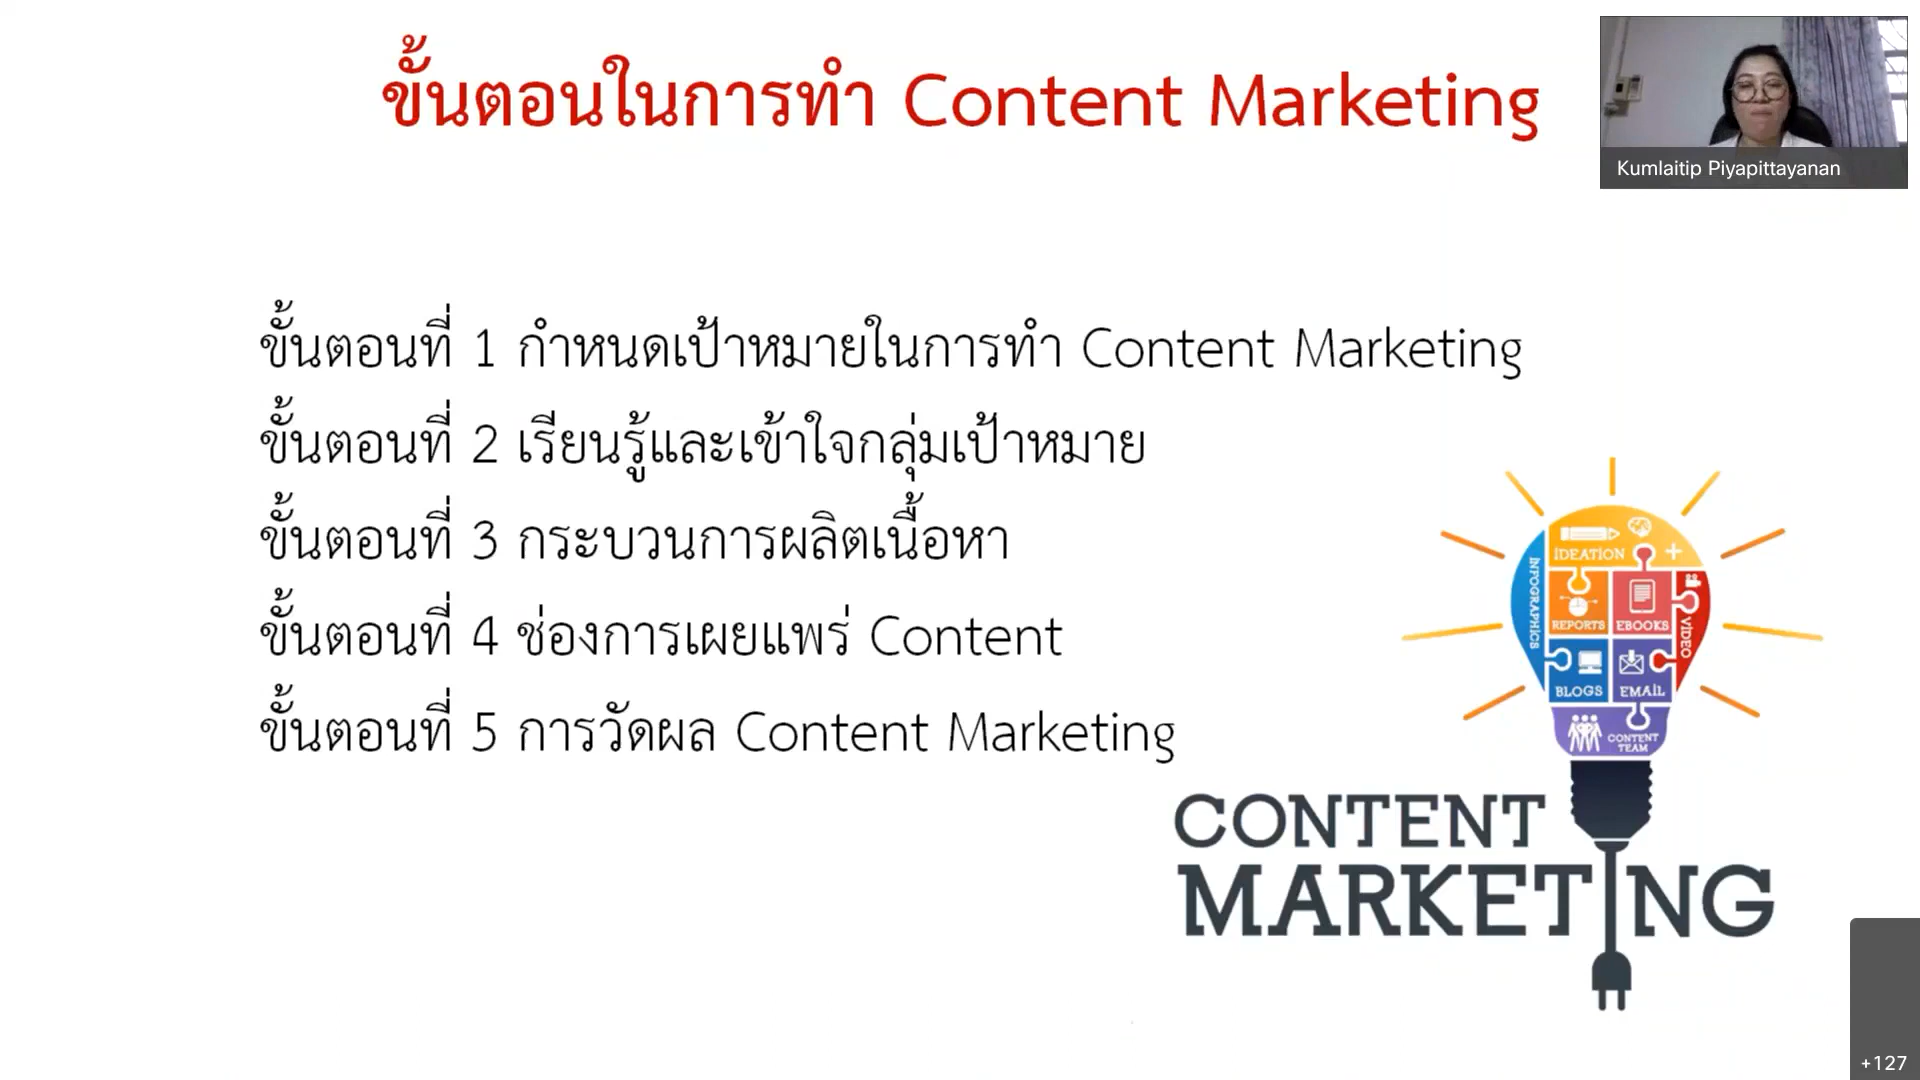 ขั้นตอนในการทำ Content Marketing
Kumlaitip Piyapittayanan
ขั้นตอนที่ 1 กำหนดเป้าหมายในการทำ Content Marketing
ขั้นตอนที่ 2 เรียนรู้และเข้าใจกลุ่มเป้าหมาย
ขั้นตอนที่ 3 กระบวนการผลิตเนื้อหา
ขั้นตอนที่ 4 ช่องการเผยแพร่ Content
ขั้นตอนที่ 5 การวัดผล Content Marketing
IDEATION
INFOGRAPHICS
REPORTS
EBOOKS
VIDEO
BLOGS
EMAIL
CONTENT
TEAM
CONTENT
MARKETING
+127